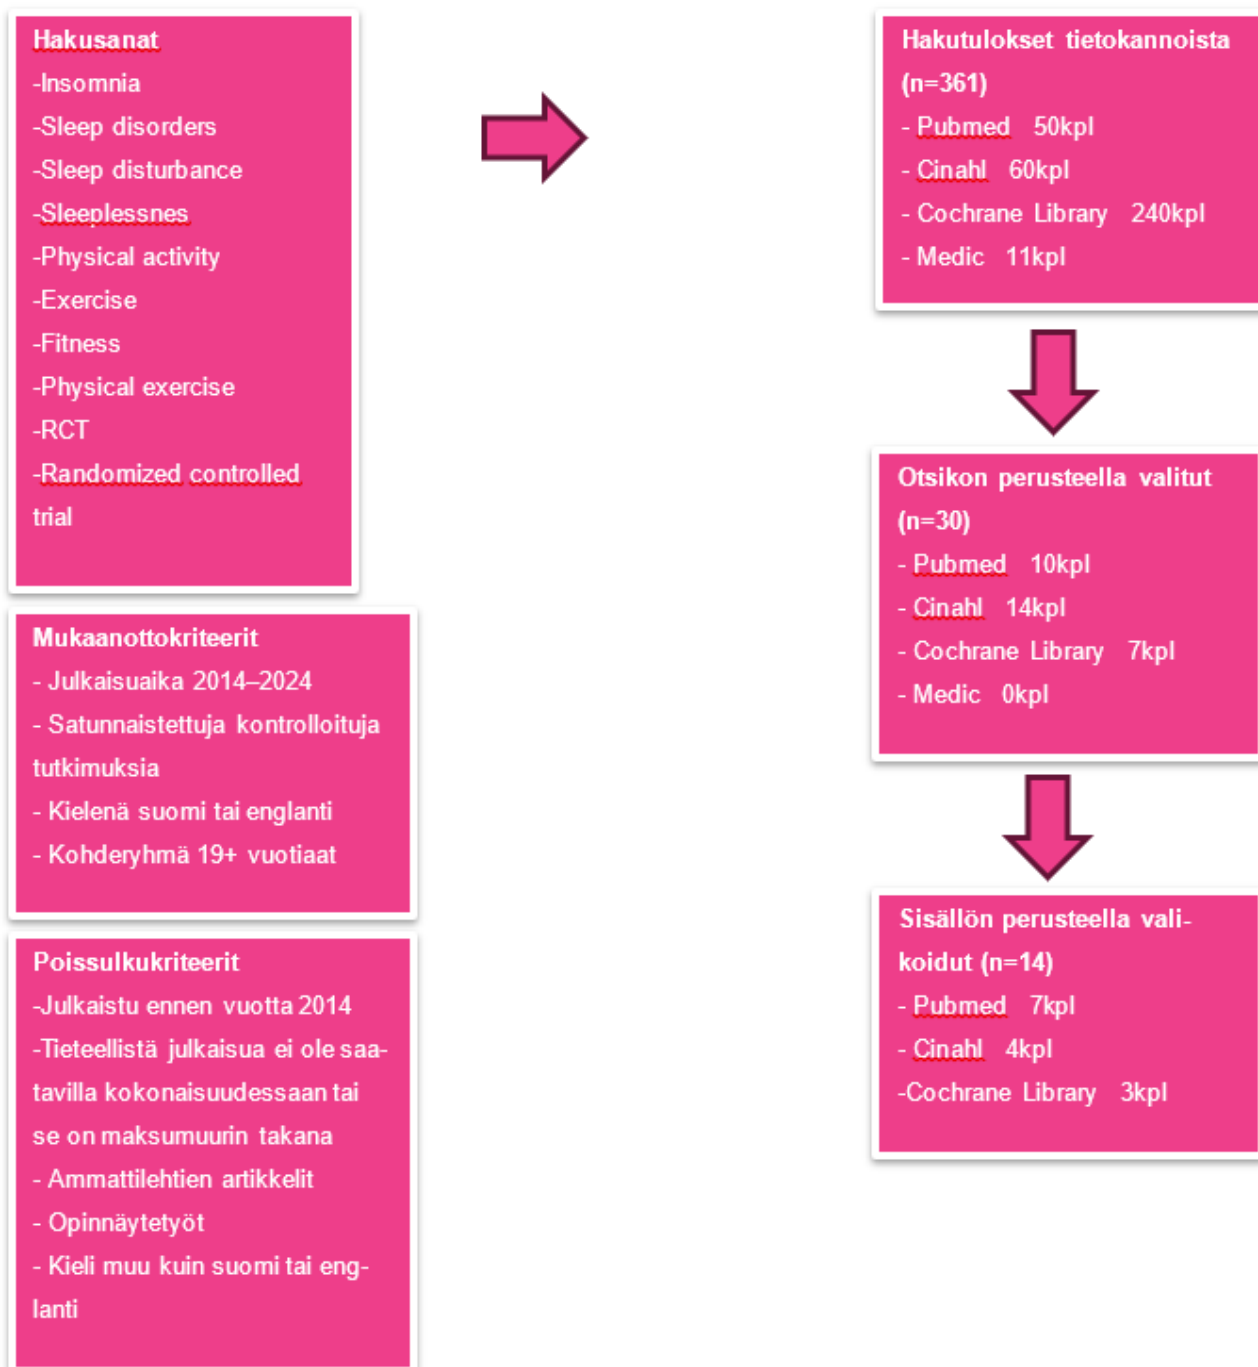 Hakusanat
-Insomnia
-Sleep disorders
-Sleep disturbance
-Sleeplessnes
-Physical activity
-Exercise
-Fitness
-Physical exercise
-RCT
-Randomized controlled
trial
Mukaanottokriteerit
- Julkaisuaika 2014–2024
- Satunnaistettuja kontrolloituja
tutkimuksia
- Kielenä suomi tai englanti
- Kohderyhmä 19+ vuotiaat
Poissulkukriteerit
-Julkaistu ennen vuotta 2014
-Tieteellistä julkaisua ei ole saa-
tavilla kokonaisuudessaan tai
se on maksumuurin takana
- Ammattilehtien artikkelit
- Opinnäytetyöt
- Kieli muu kuin suomi tai eng-
lanti
Hakutulokset tietokannoista
(n=361)
- Pubmed 50kpl
- Cinahl 60kpl
- Cochrane Library 240kpl
- Medic 11kpl
Otsikon perusteella valitut
(n=30)
- Pubmed 10kpl
- Cinahl 14kpl
- Cochrane Library 7kpl
- Medic 0kpl
Sisällön perusteella vali-
koidut (n=14)
- Pubmed 7kpl
- Cinahl 4kpl
-Cochrane Library 3kpl